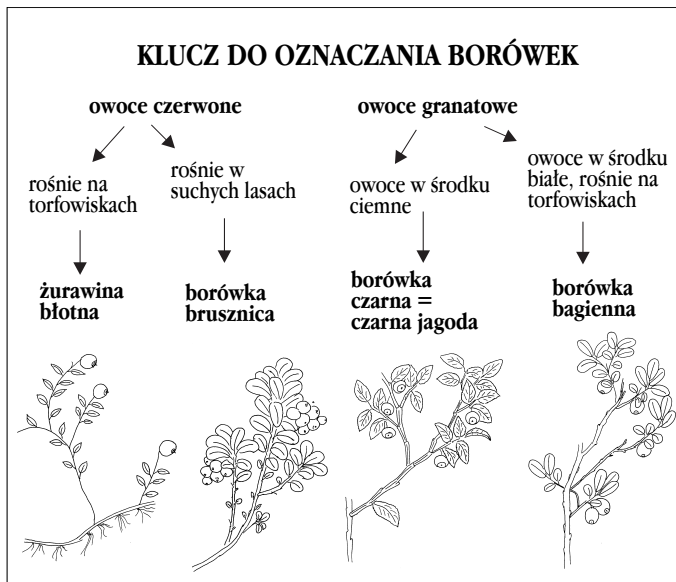 KLUCZ DO OZNACZANIA BORÓWEK
owoce czerwone
owoce granatowe
rośnie na
torfowiskach
rośnie w
suchych lasach
owoce w środku
ciemne
owoce w środku
białe, rośnie na
torfowiskach
żurawina
błotna
borówka
brusznica
borówka
czarna =
czarna jagoda
borówka
bagienna